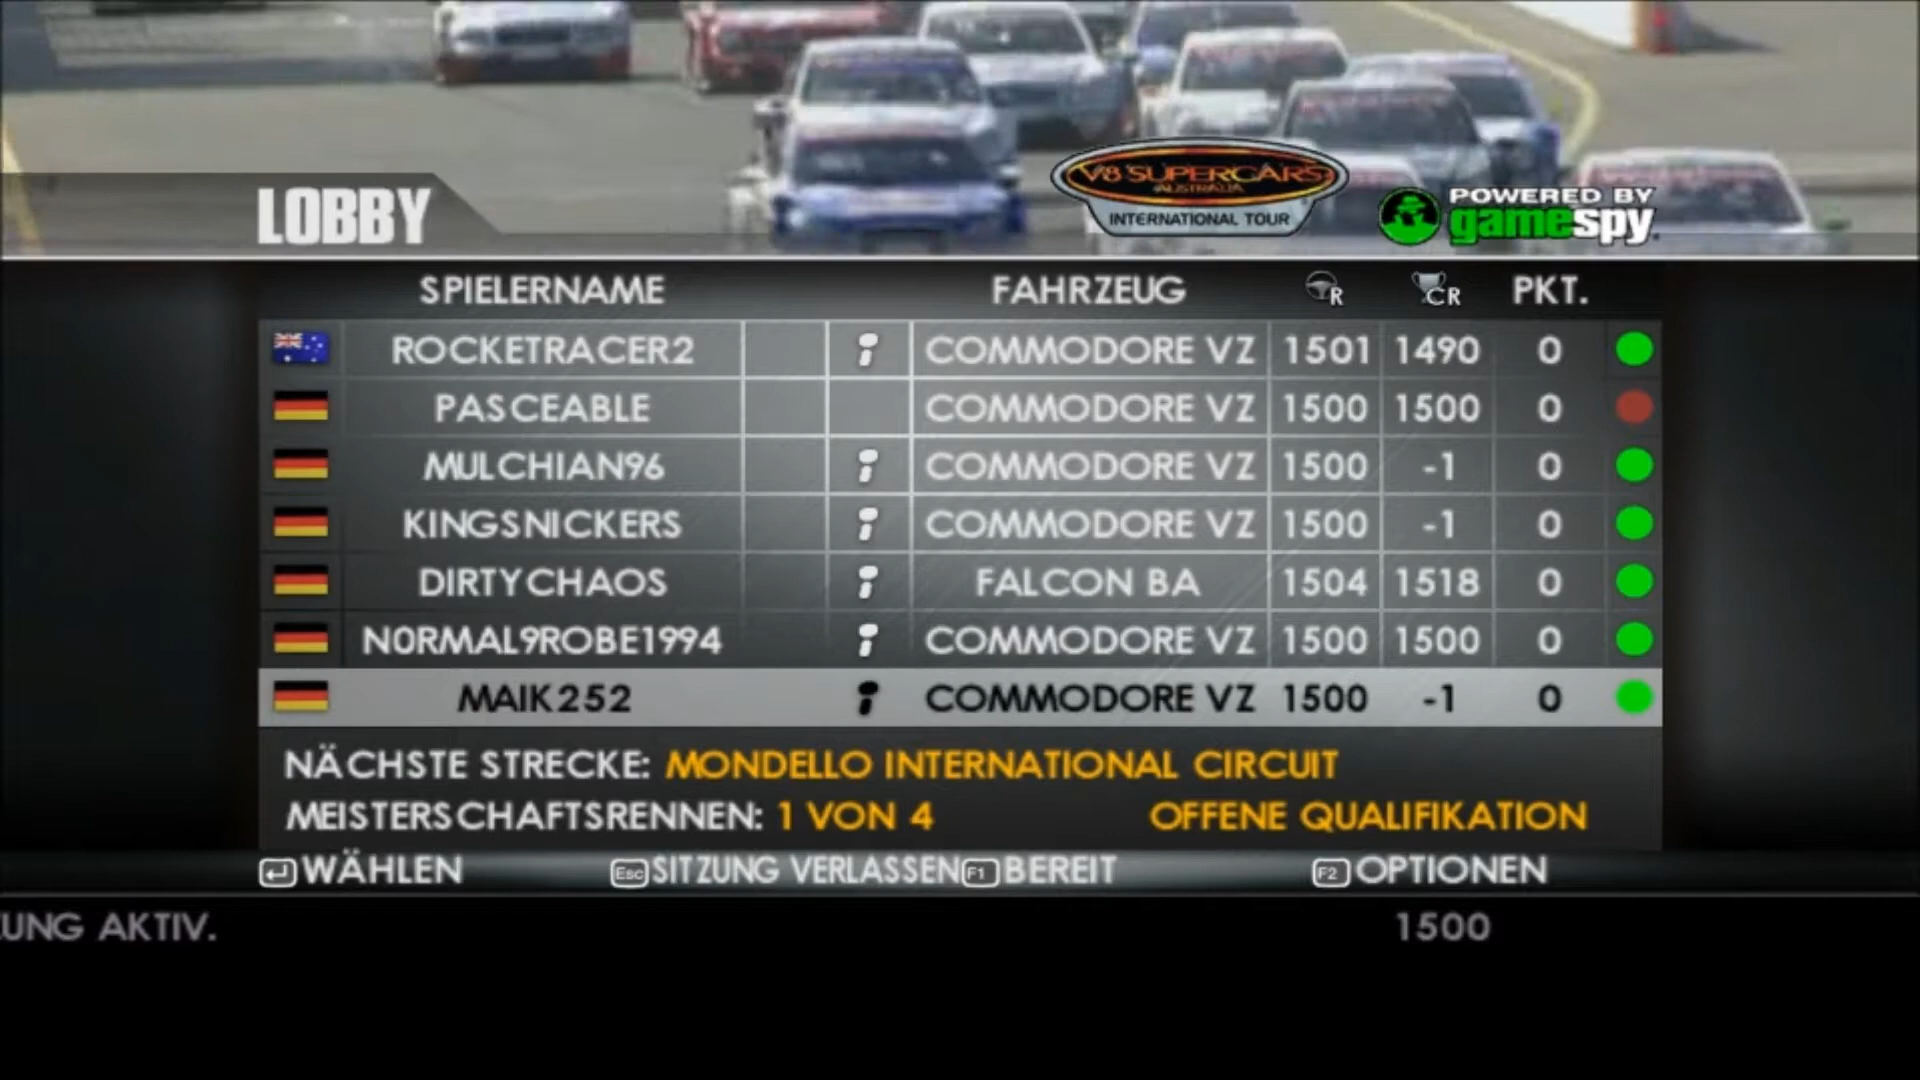 LOBBY
V8 SUPERCARS
AUSTRALIA
INTERNATIONAL TOUR
POWERED BY
gamespy
SPIELERNAME FAHRZEUG R CR PKT.
ROCKETRACER2 i COMMODORE VZ 1501 1490 0
PASCEABLE COMMODORE VZ 1500 1500 0
MULCHIAN96 i COMMODORE VZ 1500 -1 0
KINGSNICKERS i COMMODORE VZ 1500 -1 0
DIRTYCHAOS i FALCON BA 1504 1518 0
N0RMAL9ROBE1994 i COMMODORE VZ 1500 1500 0
MAIK252 i COMMODORE VZ 1500 -1 0
NÄCHSTE STRECKE: MONDELLO INTERNATIONAL CIRCUIT
MEISTERSCHAFTSRENNEN: 1 VON 4 OFFENE QUALIFIKATION
WÄHLEN Esc SITZUNG VERLASSEN F1 BEREIT F2 OPTIONEN
ZUNG AKTIV. 1500